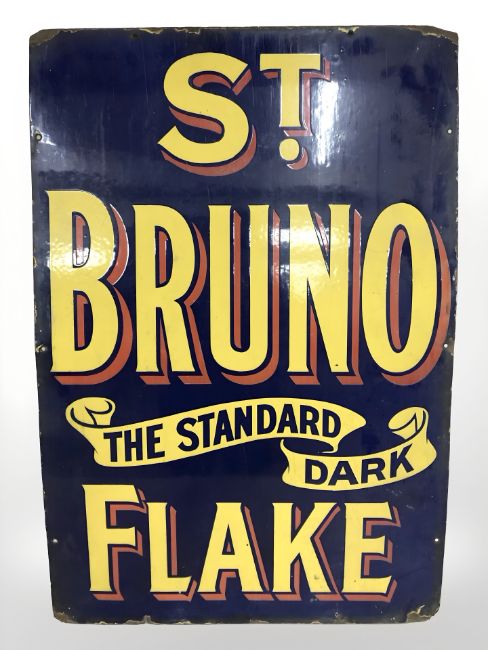 ST.
BRUNO
THE STANDARD
DARK
FLAKE